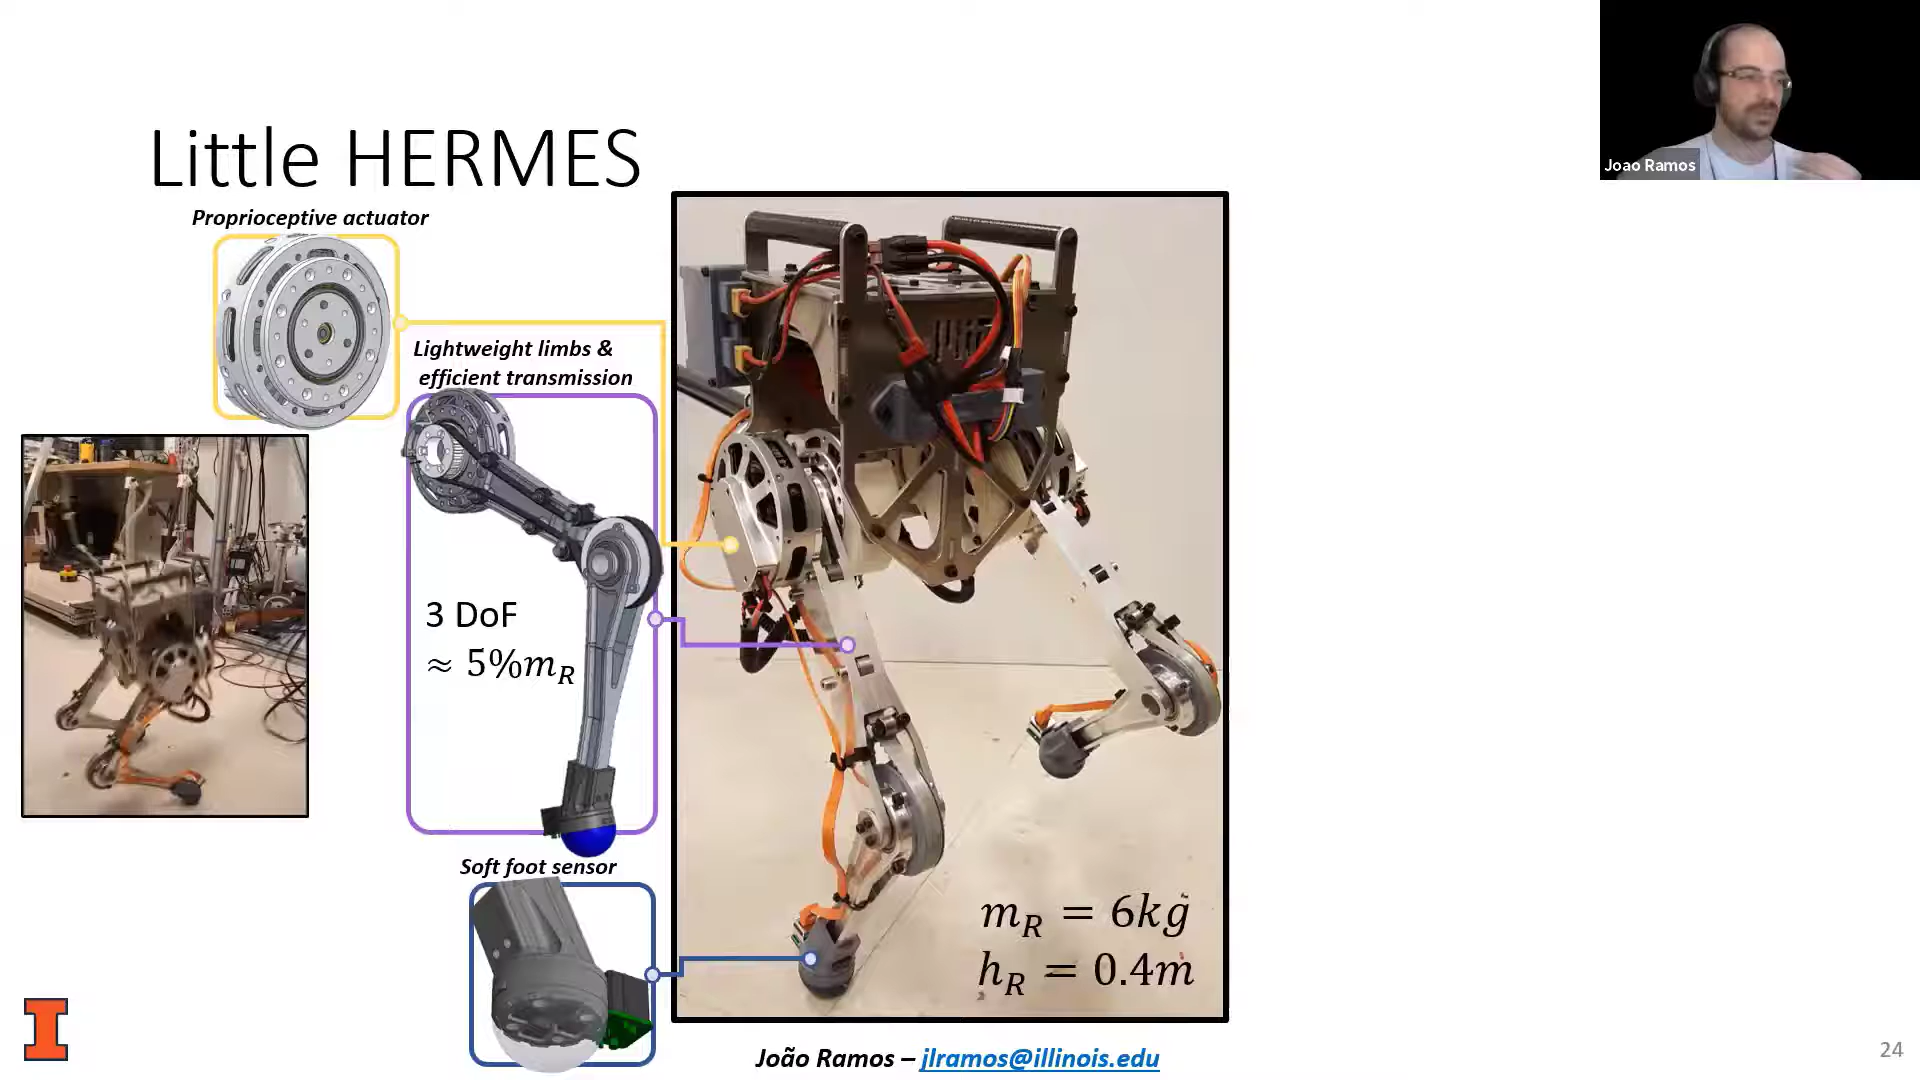 Little HERMES
Proprioceptive actuator
Lightweight limbs &
efficient transmission
3 DoF
≈ 5%m_R
Soft foot sensor
m_R = 6kg
h_R = 0.4m
João Ramos – jlramos@illinois.edu
24
Joao Ramos